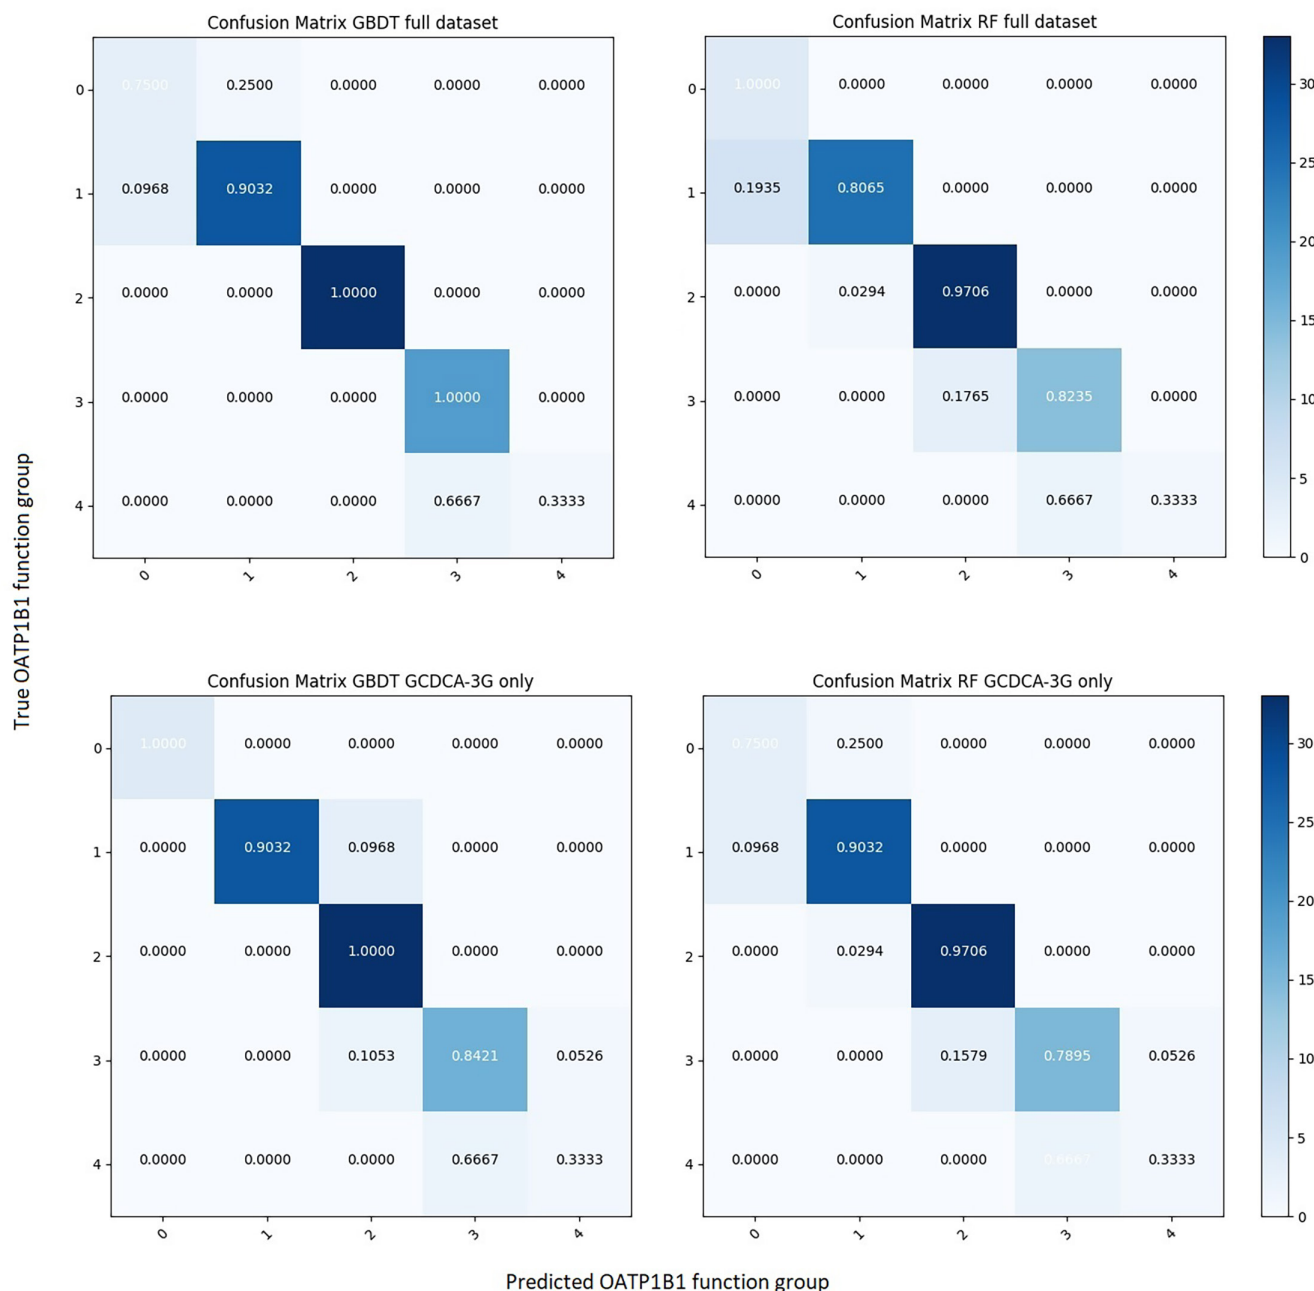 Confusion Matrix GBDT full dataset
0 0.7500 0.2500 0.0000 0.0000 0.0000
1 0.0968 0.9032 0.0000 0.0000 0.0000
2 0.0000 0.0000 1.0000 0.0000 0.0000
3 0.0000 0.0000 0.0000 1.0000 0.0000
4 0.0000 0.0000 0.0000 0.6667 0.3333
0 1 2 3 4
Confusion Matrix RF full dataset
0 1.0000 0.0000 0.0000 0.0000 0.0000
1 0.1935 0.8065 0.0000 0.0000 0.0000
2 0.0000 0.0294 0.9706 0.0000 0.0000
3 0.0000 0.0000 0.1765 0.8235 0.0000
4 0.0000 0.0000 0.0000 0.6667 0.3333
0 1 2 3 4
30
25
20
15
10
5
0
True OATP1B1 function group
Confusion Matrix GBDT GCDCA-3G only
0 1.0000 0.0000 0.0000 0.0000 0.0000
1 0.0000 0.9032 0.0968 0.0000 0.0000
2 0.0000 0.0000 1.0000 0.0000 0.0000
3 0.0000 0.0000 0.1053 0.8421 0.0526
4 0.0000 0.0000 0.0000 0.6667 0.3333
0 1 2 3 4
Confusion Matrix RF GCDCA-3G only
0 0.7500 0.2500 0.0000 0.0000 0.0000
1 0.0968 0.9032 0.0000 0.0000 0.0000
2 0.0000 0.0294 0.9706 0.0000 0.0000
3 0.0000 0.0000 0.1579 0.7895 0.0526
4 0.0000 0.0000 0.0000 0.6667 0.3333
0 1 2 3 4
30
25
20
15
10
5
0
Predicted OATP1B1 function group